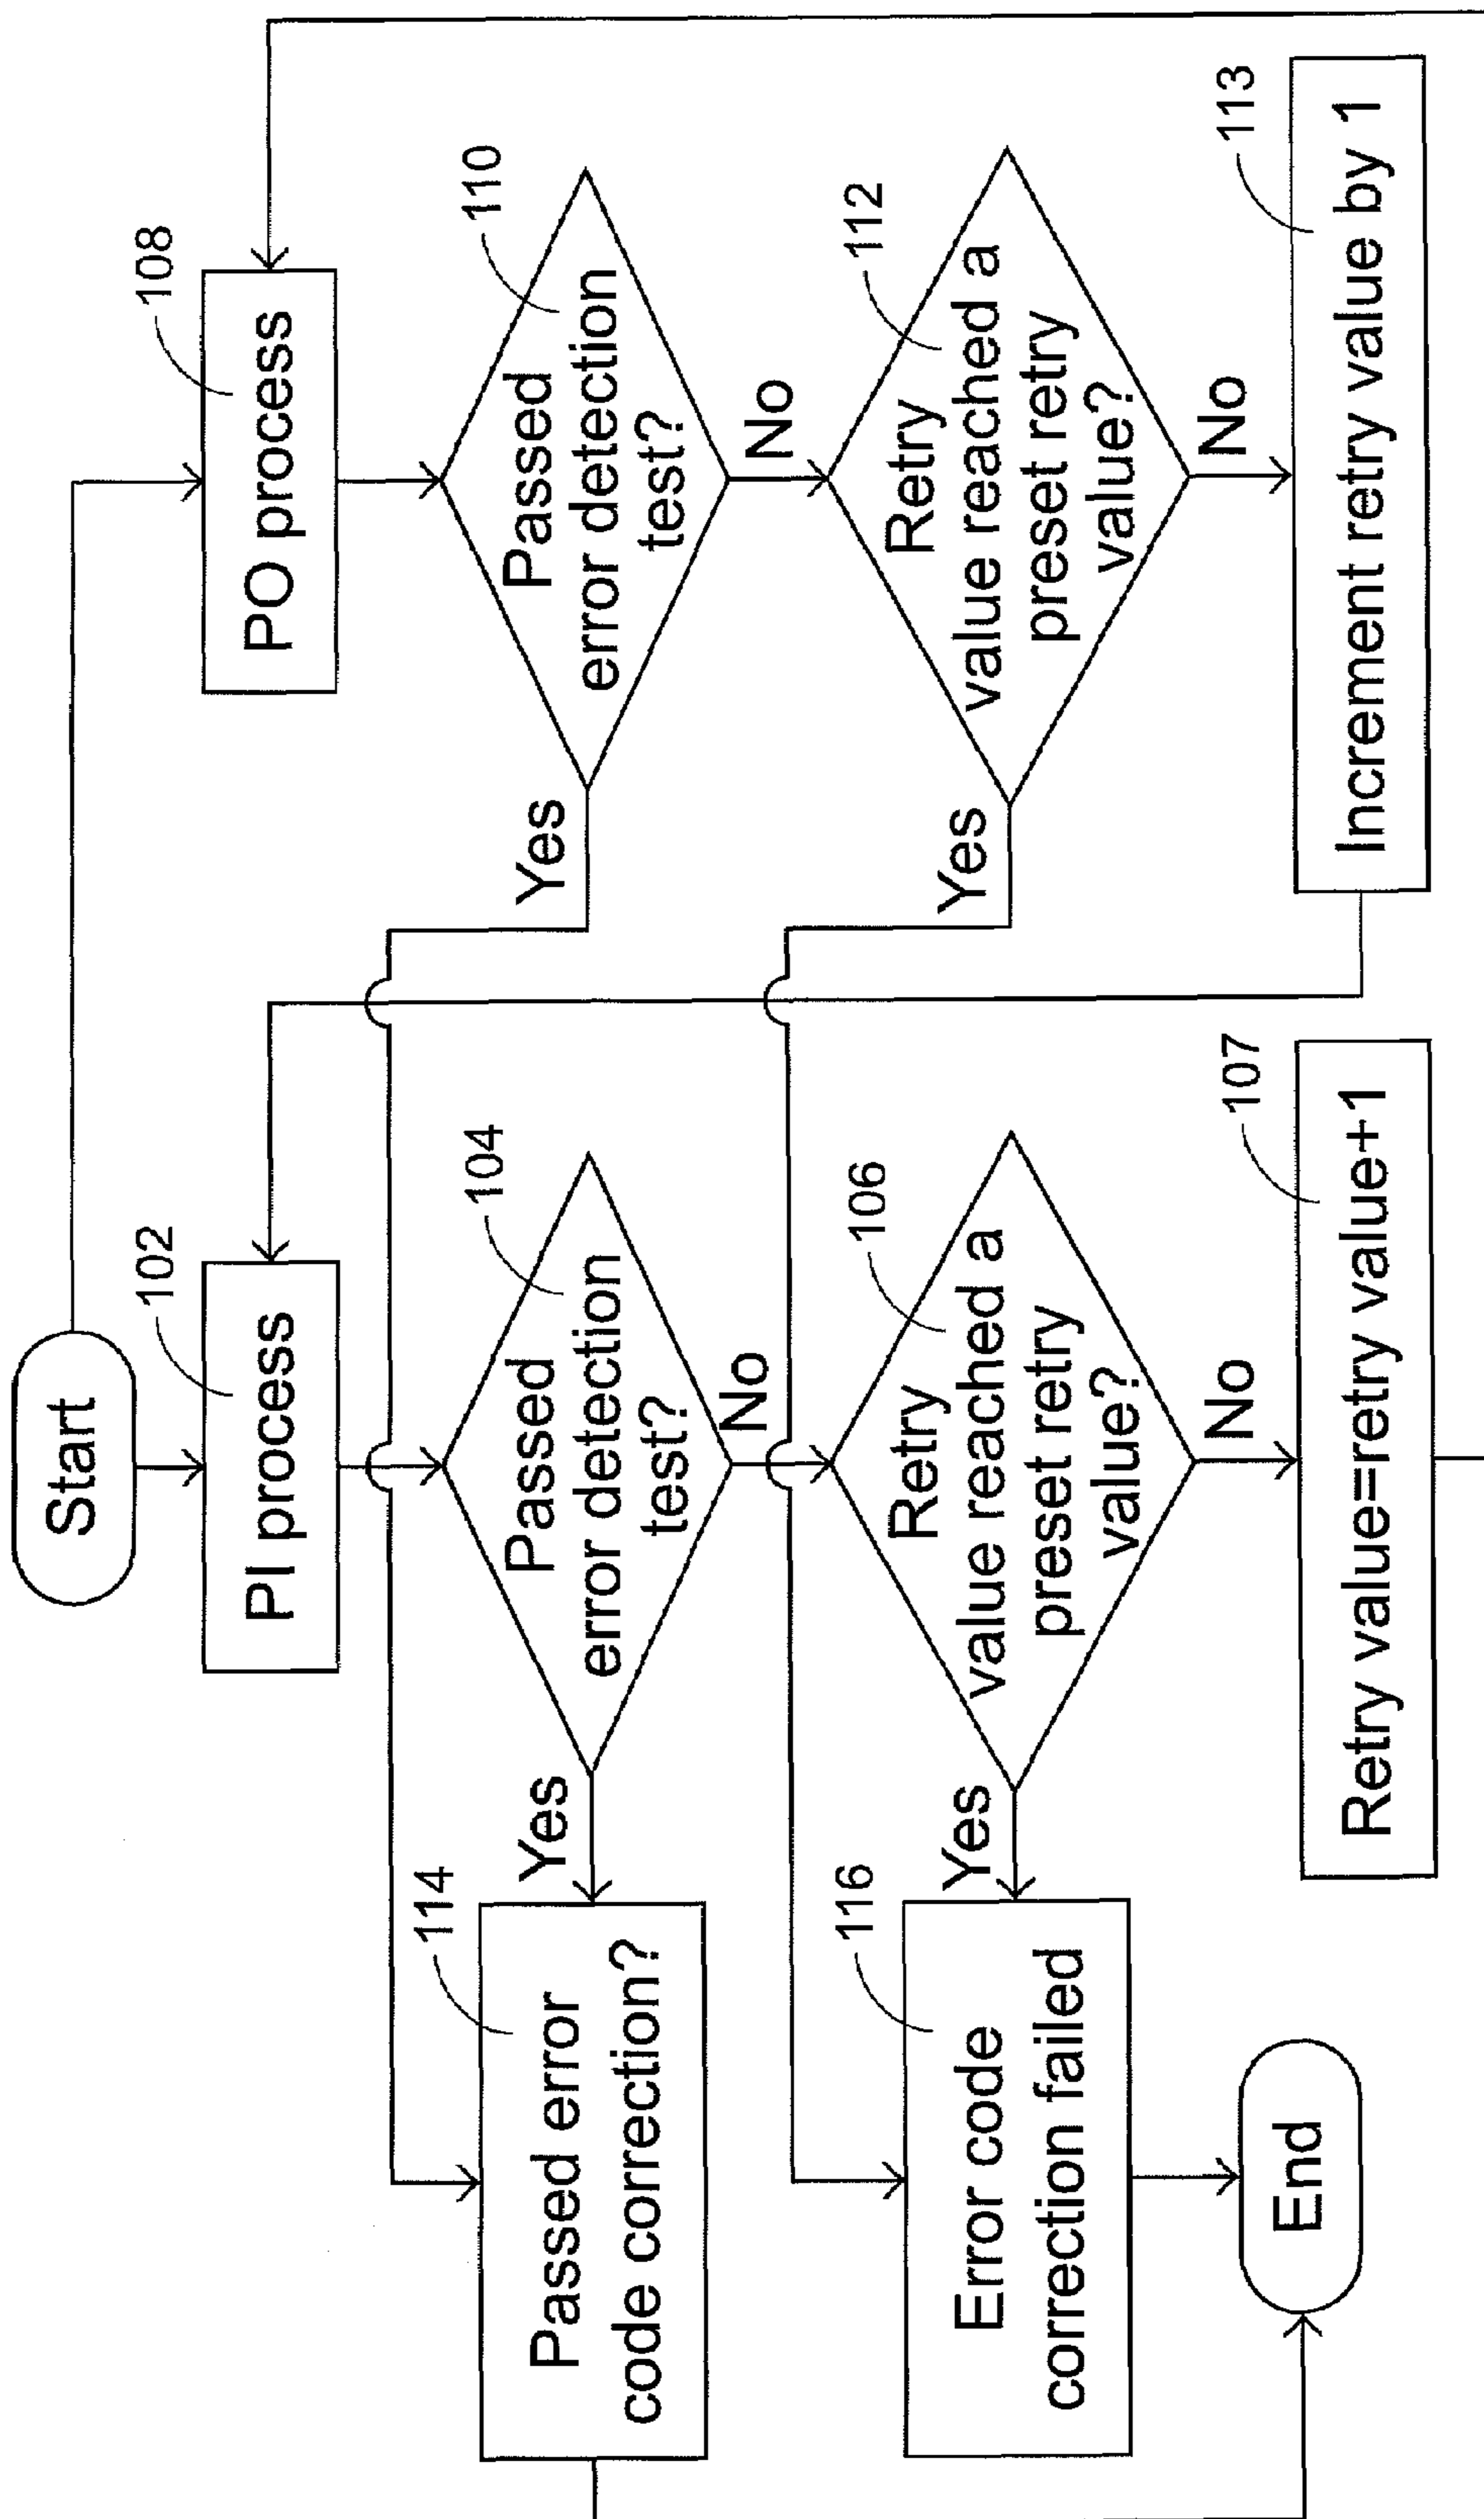 Start
102
PI process
108
PO process
104
Passed
error detection
test?
Yes
No
110
Passed
error detection
test?
Yes
No
114
Passed error
code correction?
106
Retry
value reached a
preset retry
value?
Yes
No
112
Retry
value reached a
preset retry
value?
Yes
No
116
Error code
correction failed
107
Retry value=retry value+1
113
Increment retry value by 1
End